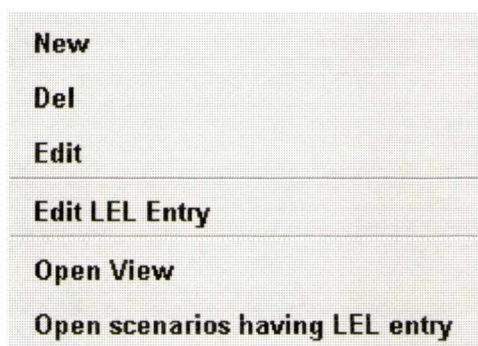 New
Del
Edit
Edit LEL Entry
Open View
Open scenarios having LEL entry